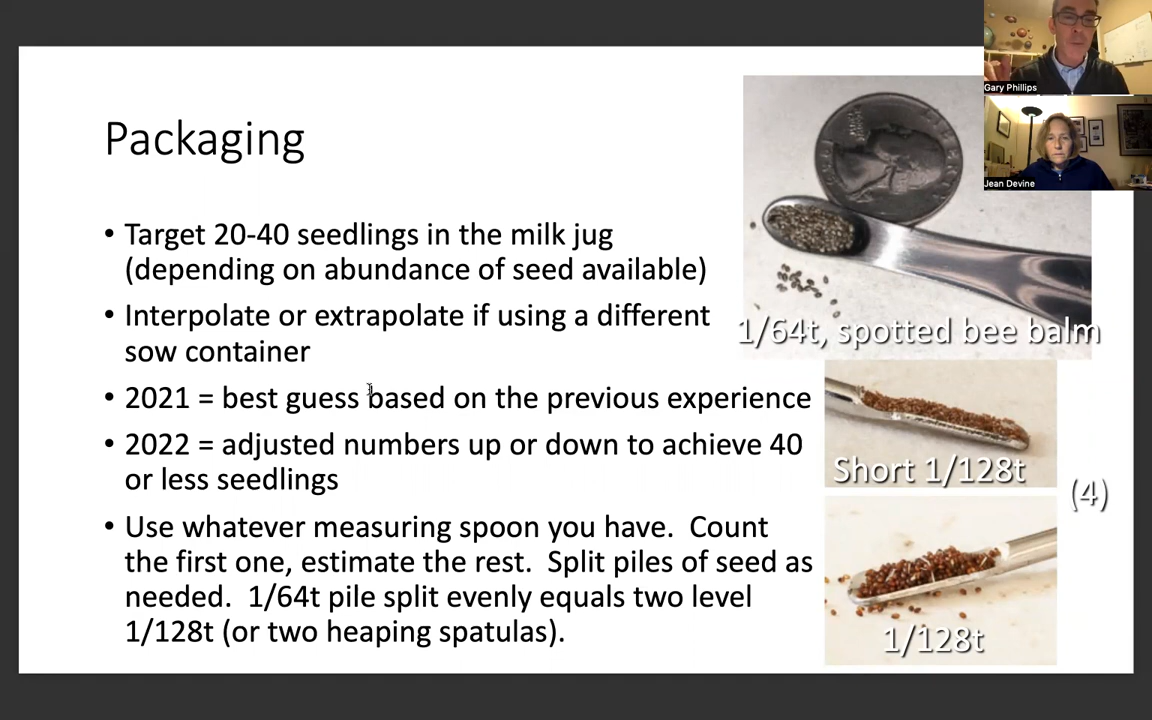 Packaging
• Target 20-40 seedlings in the milk jug
(depending on abundance of seed available)
• Interpolate or extrapolate if using a different
sow container
• 2021 = best guess based on the previous experience
• 2022 = adjusted numbers up or down to achieve 40
or less seedlings
• Use whatever measuring spoon you have.  Count
the first one, estimate the rest.  Split piles of seed as
needed.  1/64t pile split evenly equals two level
1/128t (or two heaping spatulas).
1/64t, spotted bee balm
Short 1/128t
(4)
1/128t
Gary Phillips
Jean Devine